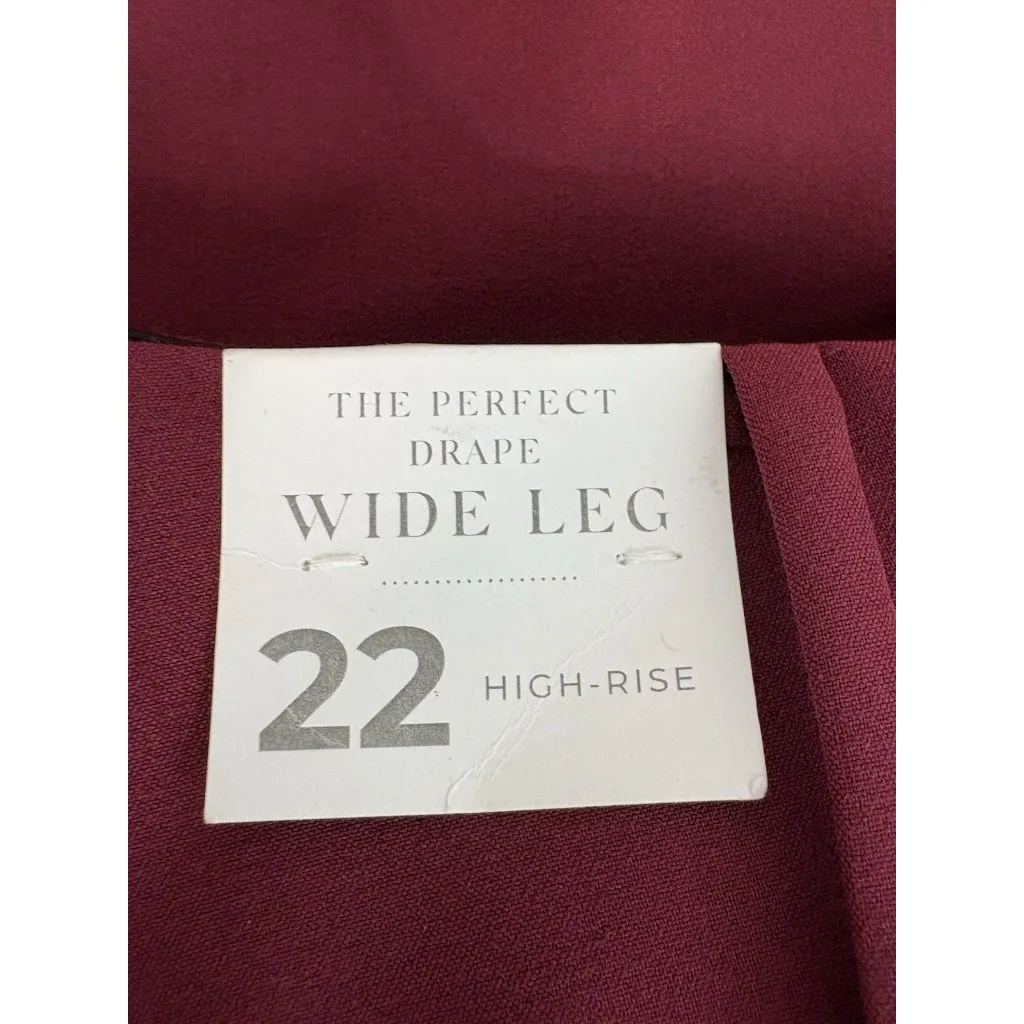 THE PERFECT
DRAPE
WIDE LEG
22 HIGH-RISE